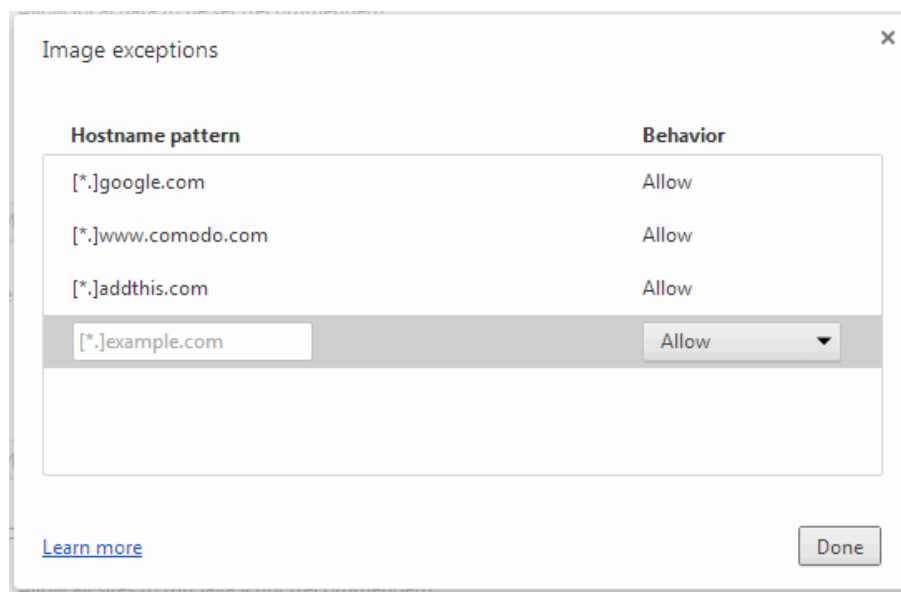 Image exceptions
Hostname pattern Behavior
[*.]google.com Allow
[*.]www.comodo.com Allow
[*.]addthis.com Allow
[*.]example.com Allow
Learn more Done